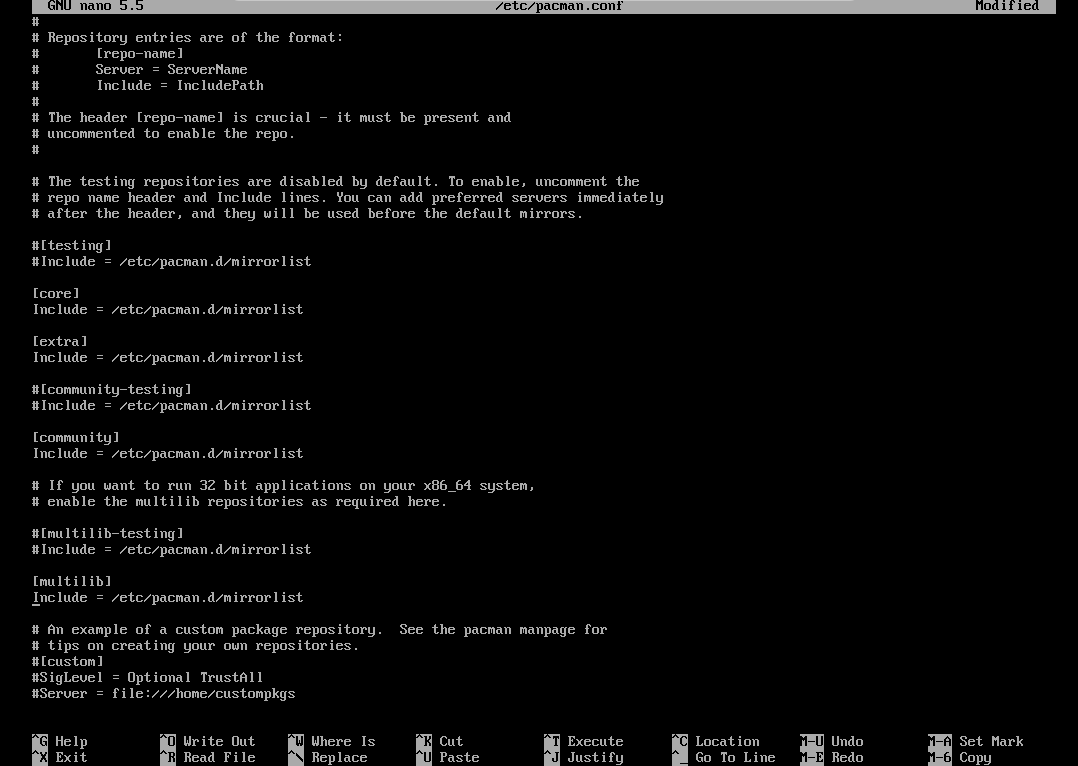 GNU nano 5.5 /etc/pacman.conf Modified
#
# Repository entries are of the format:
#       [repo-name]
#       Server = ServerName
#       Include = IncludePath
#
# The header [repo-name] is crucial - it must be present and
# uncommented to enable the repo.
#
# The testing repositories are disabled by default. To enable, uncomment the
# repo name header and Include lines. You can add preferred servers immediately
# after the header, and they will be used before the default mirrors.
#[testing]
#Include = /etc/pacman.d/mirrorlist
[core]
Include = /etc/pacman.d/mirrorlist
[extra]
Include = /etc/pacman.d/mirrorlist
#[community-testing]
#Include = /etc/pacman.d/mirrorlist
[community]
Include = /etc/pacman.d/mirrorlist
# If you want to run 32 bit applications on your x86_64 system,
# enable the multilib repositories as required here.
#[multilib-testing]
#Include = /etc/pacman.d/mirrorlist
[multilib]
Include = /etc/pacman.d/mirrorlist
# An example of a custom package repository.  See the pacman manpage for
# tips on creating your own repositories.
#[custom]
#SigLevel = Optional TrustAll
#Server = file:///home/custompkgs
^G Help ^O Write Out ^W Where Is ^K Cut ^T Execute ^C Location M-U Undo M-A Set Mark
^X Exit ^R Read File ^\ Replace ^U Paste ^J Justify ^_ Go To Line M-E Redo M-6 Copy